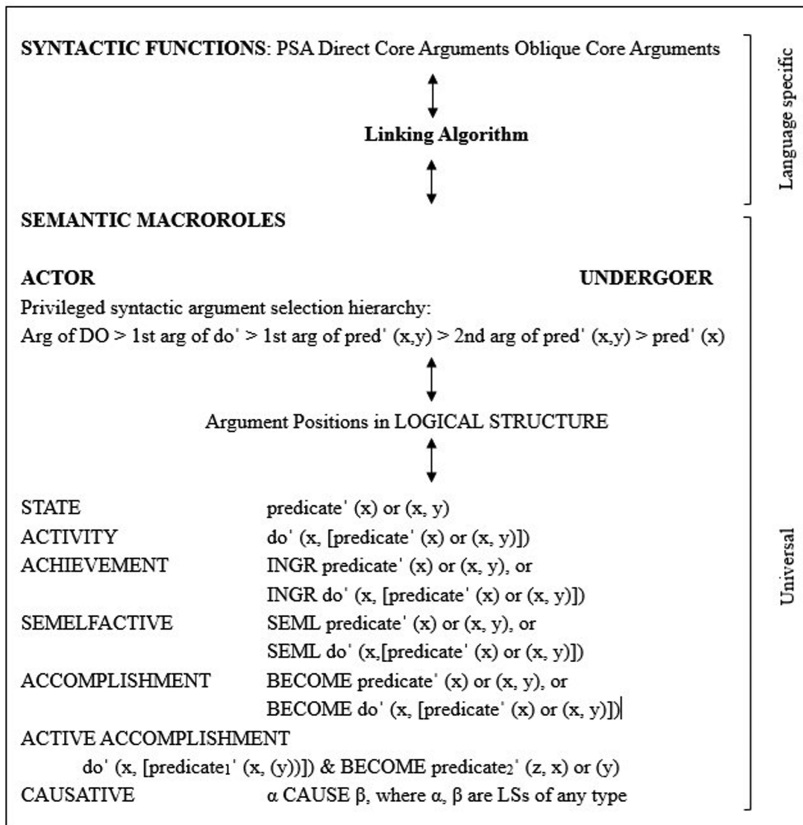 SYNTACTIC FUNCTIONS: PSA Direct Core Arguments Oblique Core Arguments
Linking Algorithm
Language specific
SEMANTIC MACROROLES
ACTOR UNDERGOER
Privileged syntactic argument selection hierarchy:
Arg of DO > 1st arg of do' > 1st arg of pred' (x,y) > 2nd arg of pred' (x,y) > pred' (x)
Argument Positions in LOGICAL STRUCTURE
STATE predicate' (x) or (x, y)
ACTIVITY do' (x, [predicate' (x) or (x, y)])
ACHIEVEMENT INGR predicate' (x) or (x, y), or
INGR do' (x, [predicate' (x) or (x, y)])
SEMELFACTIVE SEML predicate' (x) or (x, y), or
SEML do' (x,[predicate' (x) or (x, y)])
ACCOMPLISHMENT BECOME predicate' (x) or (x, y), or
BECOME do' (x, [predicate' (x) or (x, y)])
ACTIVE ACCOMPLISHMENT
do' (x, [predicate₁' (x, (y))]) & BECOME predicate₂' (z, x) or (y)
CAUSATIVE α CAUSE β, where α, β are LSs of any type
Universal